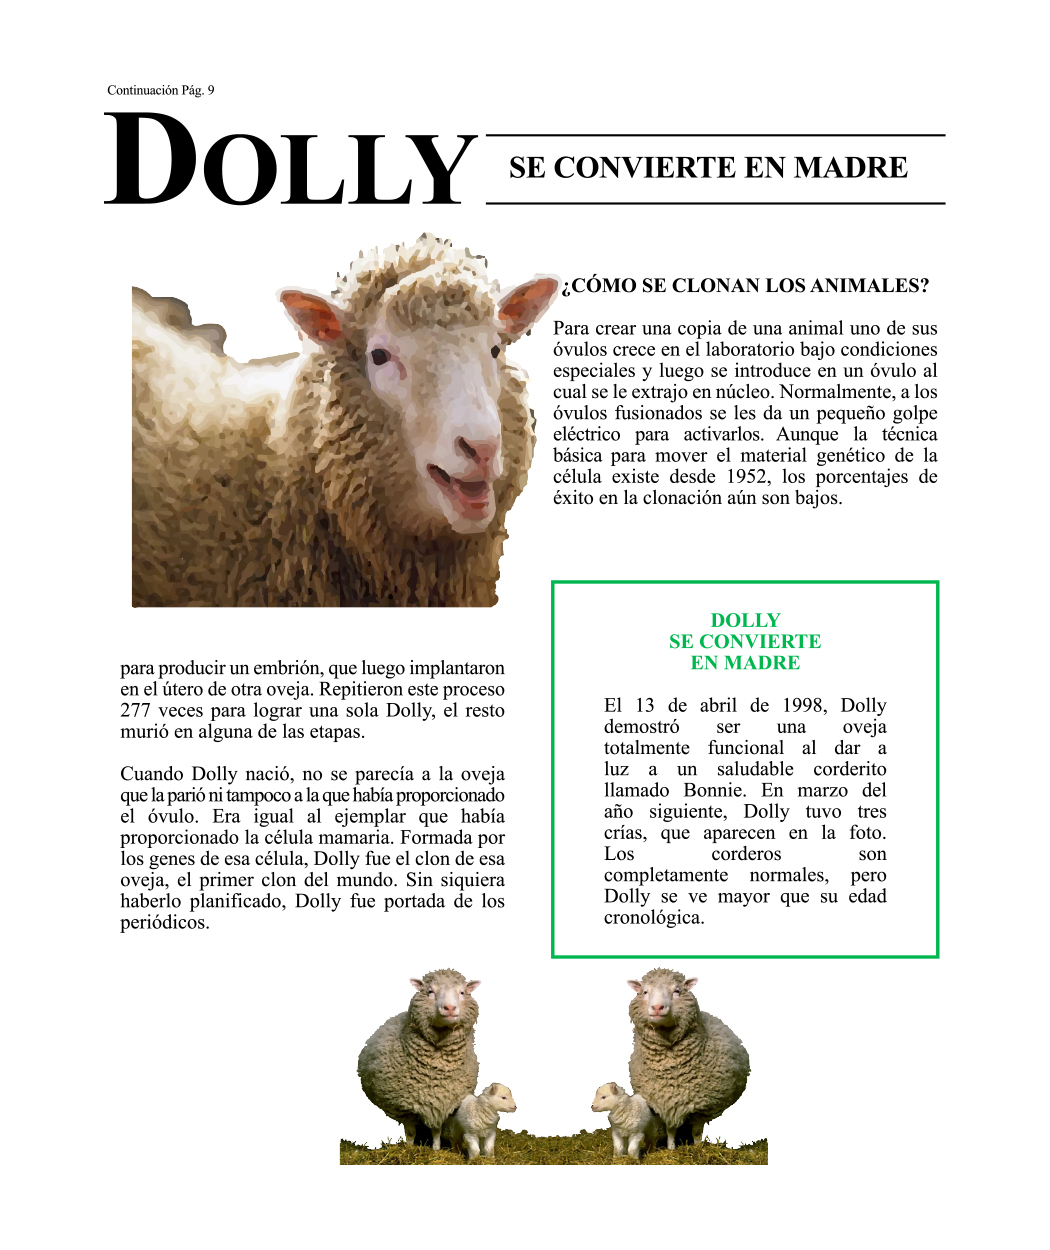 Continuación Pág. 9
DOLLY
SE CONVIERTE EN MADRE
¿CÓMO SE CLONAN LOS ANIMALES?
Para crear una copia de una animal uno de sus
óvulos crece en el laboratorio bajo condiciones
especiales y luego se introduce en un óvulo al
cual se le extrajo en núcleo. Normalmente, a los
óvulos fusionados se les da un pequeño golpe
eléctrico para activarlos. Aunque la técnica
básica para mover el material genético de la
célula existe desde 1952, los porcentajes de
éxito en la clonación aún son bajos.
para producir un embrión, que luego implantaron
en el útero de otra oveja. Repitieron este proceso
277 veces para lograr una sola Dolly, el resto
murió en alguna de las etapas.
Cuando Dolly nació, no se parecía a la oveja
que la parió ni tampoco a la que había proporcionado
el óvulo. Era igual al ejemplar que había
proporcionado la célula mamaria. Formada por
los genes de esa célula, Dolly fue el clon de esa
oveja, el primer clon del mundo. Sin siquiera
haberlo planificado, Dolly fue portada de los
periódicos.
DOLLY
SE CONVIERTE
EN MADRE
El 13 de abril de 1998, Dolly
demostró ser una oveja
totalmente funcional al dar a
luz a un saludable corderito
llamado Bonnie. En marzo del
año siguiente, Dolly tuvo tres
crías, que aparecen en la foto.
Los corderos son
completamente normales, pero
Dolly se ve mayor que su edad
cronológica.